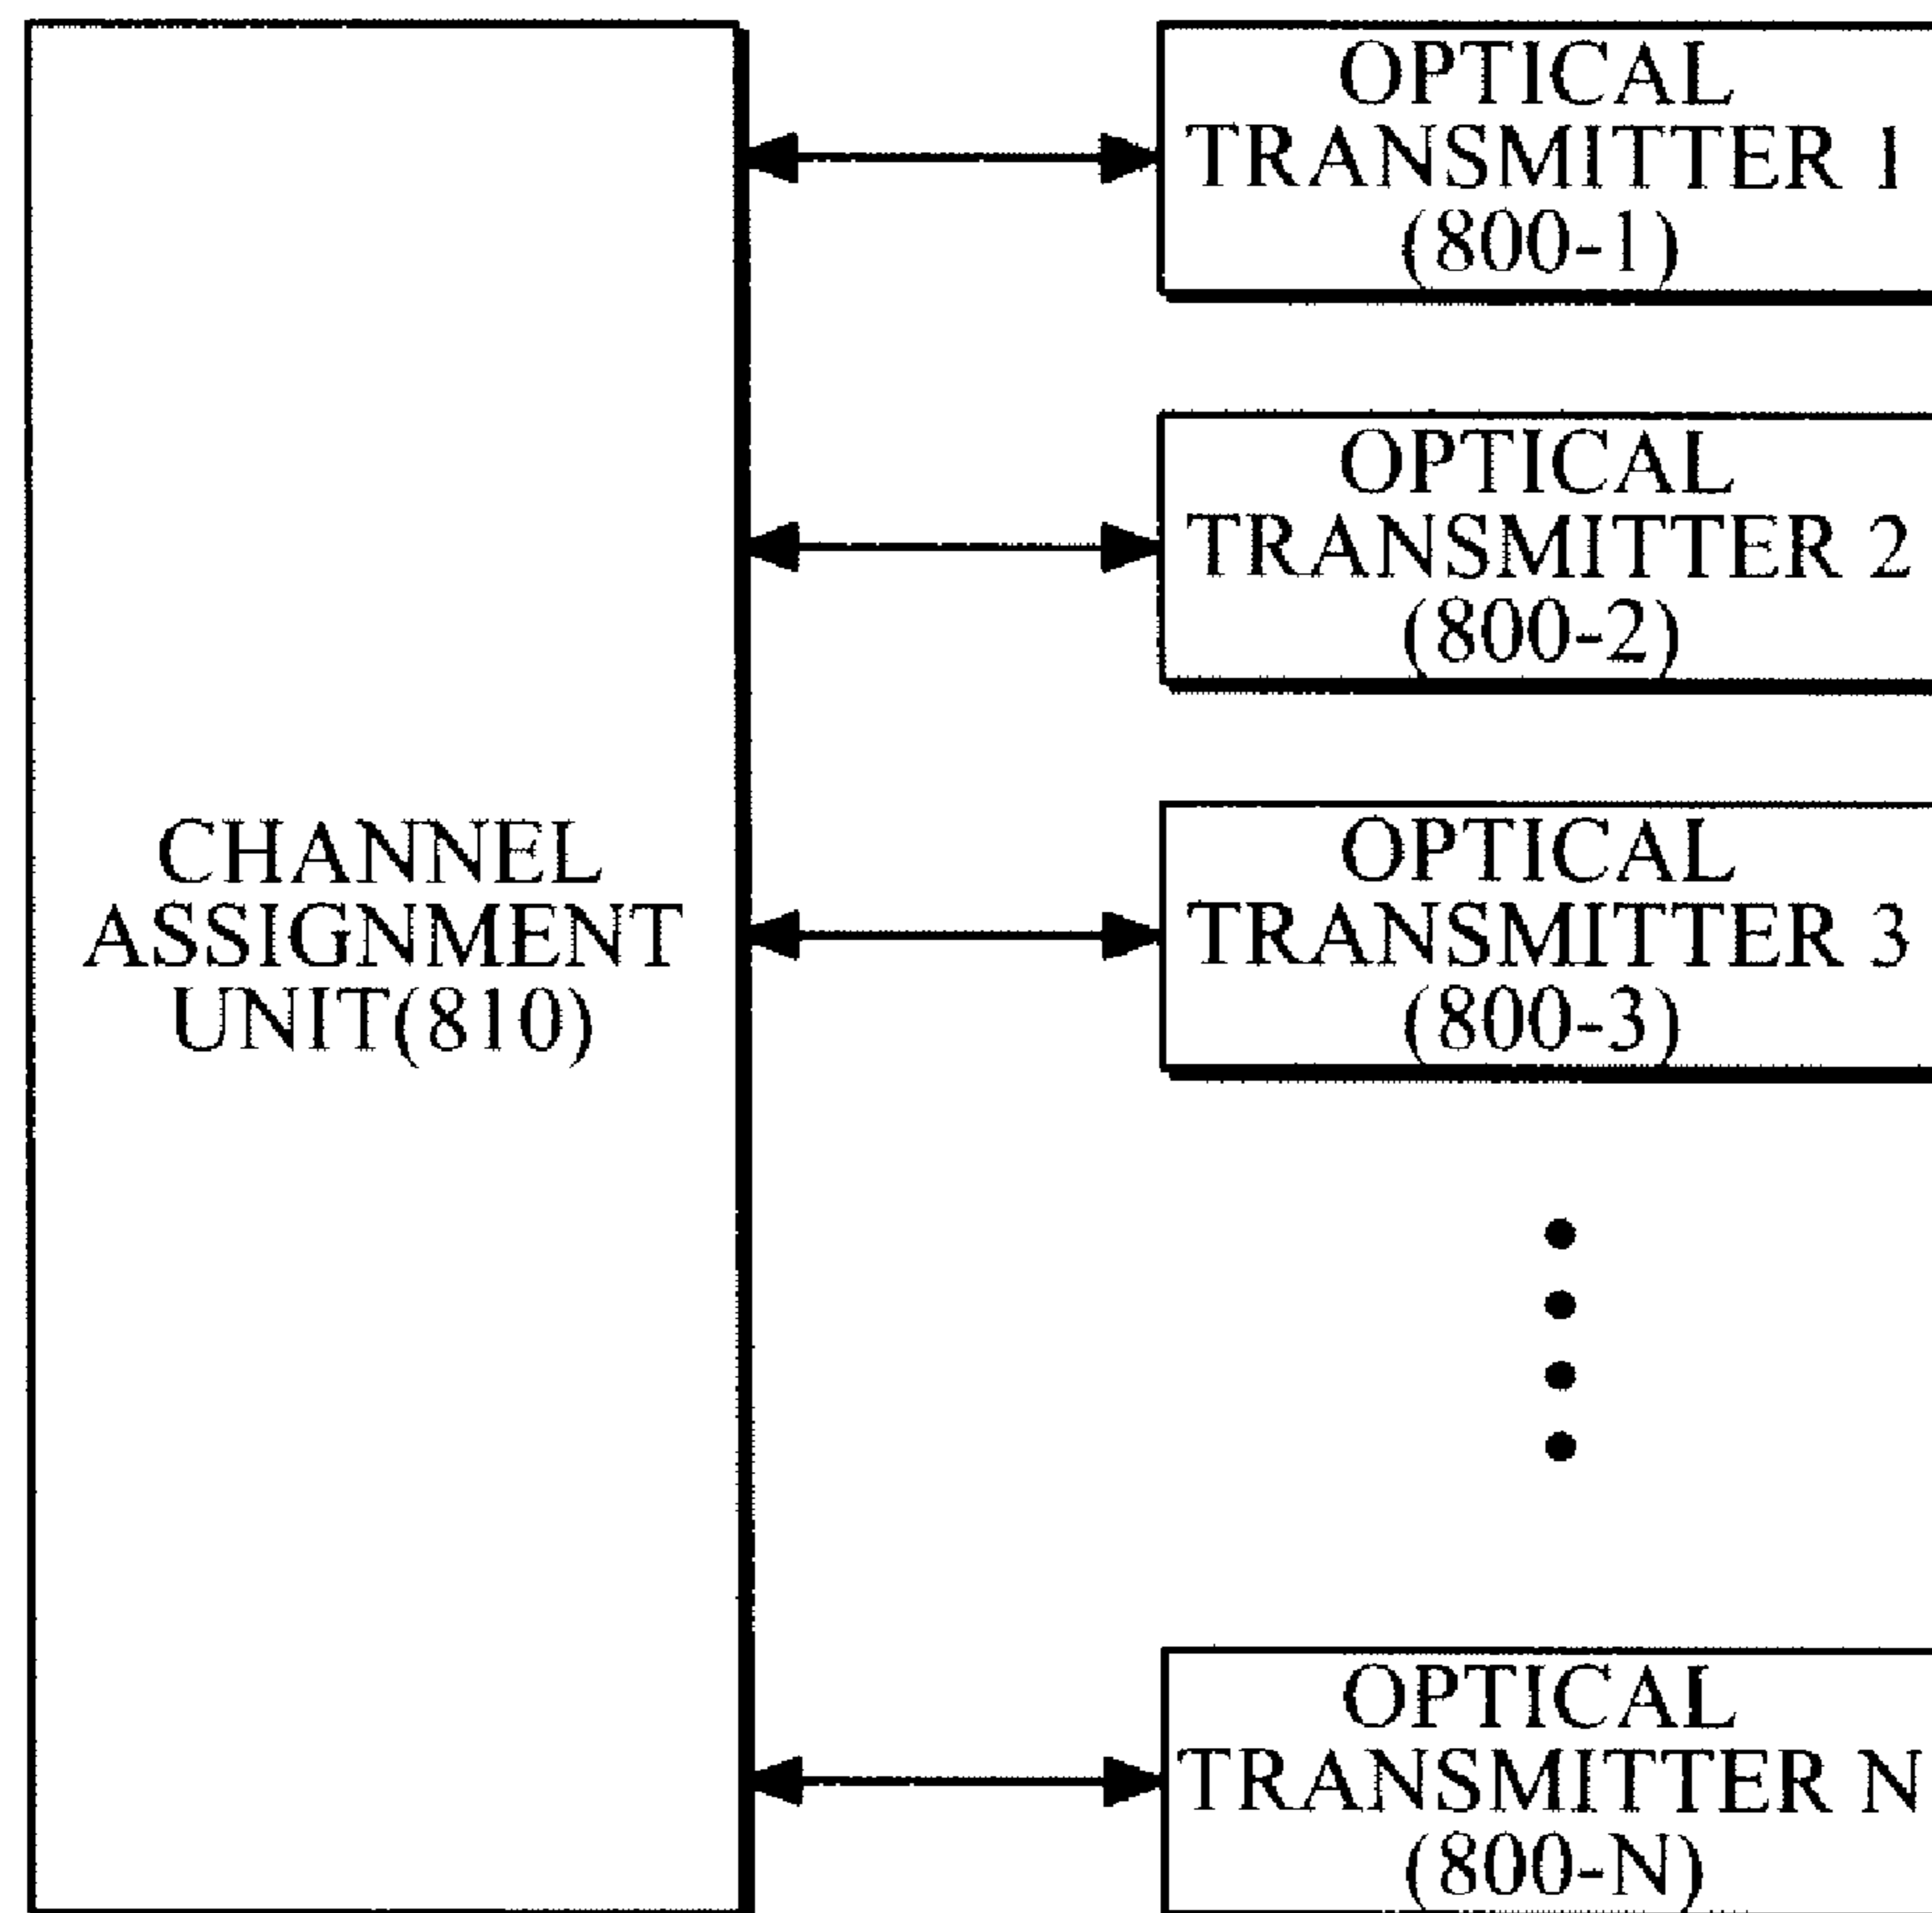 OPTICAL
TRANSMITTER 1
(800-1)
OPTICAL
TRANSMITTER 2
(800-2)
CHANNEL
ASSIGNMENT
UNIT(810)
OPTICAL
TRANSMITTER 3
(800-3)
OPTICAL
TRANSMITTER N
(800-N)